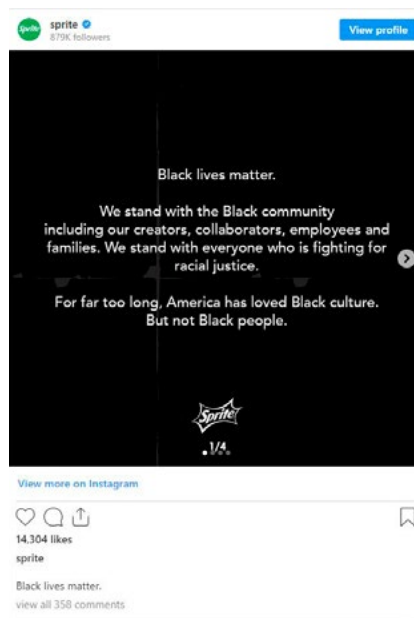 Sprite
sprite
879K followers
View profile
Black lives matter.
We stand with the Black community
including our creators, collaborators, employees and
families. We stand with everyone who is fighting for
racial justice.
For far too long, America has loved Black culture.
But not Black people.
Sprite
1/4
View more on Instagram
14,304 likes
sprite
Black lives matter.
view all 358 comments